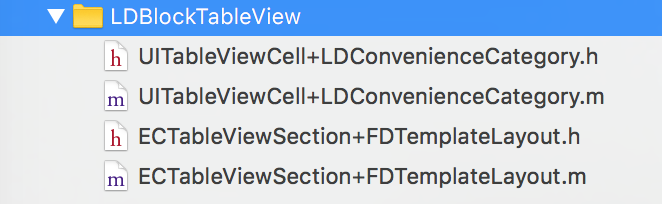 LDBlockTableView
h UITableViewCell+LDConvenienceCategory.h
m UITableViewCell+LDConvenienceCategory.m
h ECTableViewSection+FDTemplateLayout.h
m ECTableViewSection+FDTemplateLayout.m